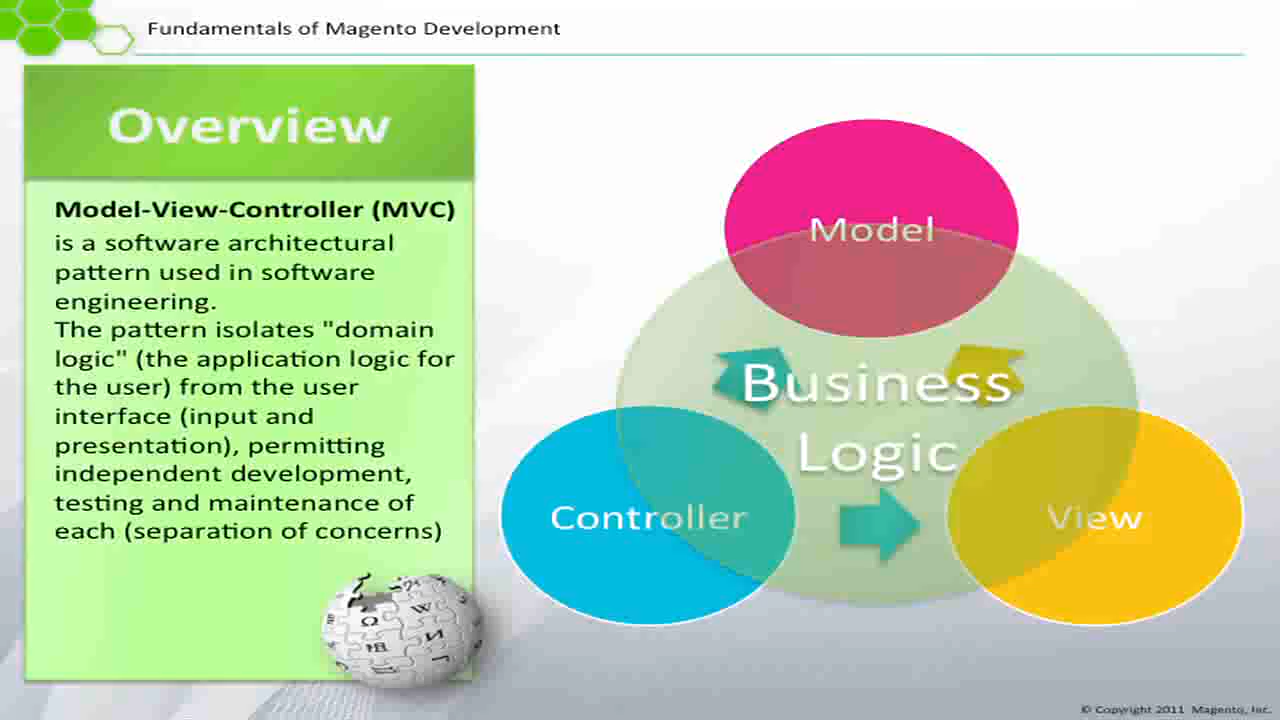 Fundamentals of Magento Development
Overview
Model-View-Controller (MVC)
is a software architectural
pattern used in software
engineering.
The pattern isolates "domain
logic" (the application logic for
the user) from the user
interface (input and
presentation), permitting
independent development,
testing and maintenance of
each (separation of concerns)
Model
Business
Logic
Controller
View
Ω
W
И
© Copyright 2011 Magento, Inc.